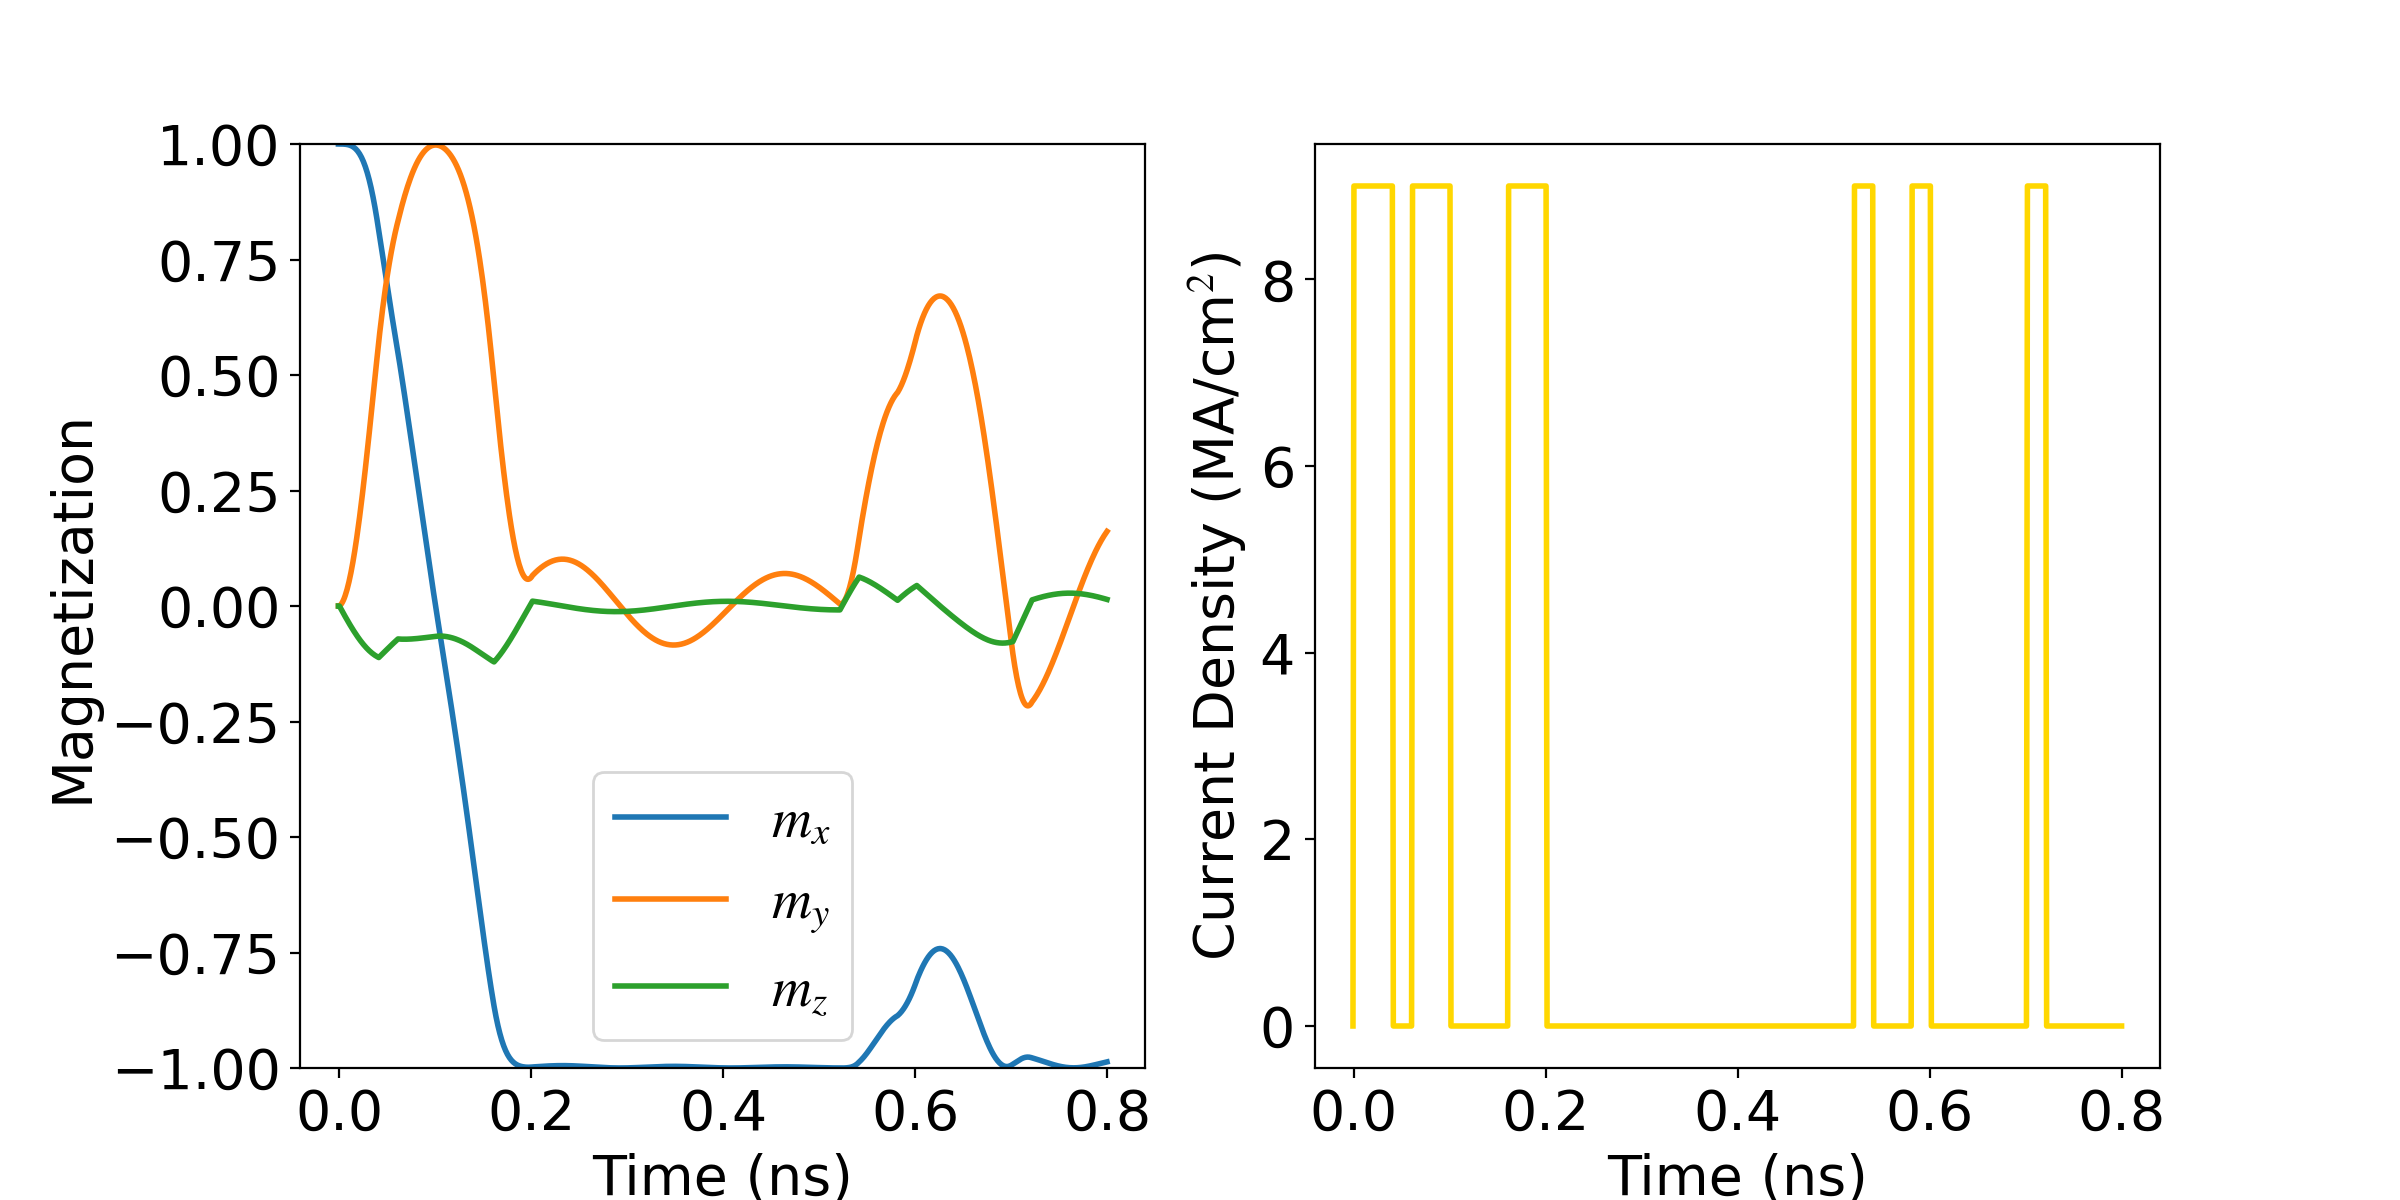 1.00
0.75
0.50
0.25
0.00
−0.25
−0.50
−0.75
−1.00
Magnetization
0.0 0.2 0.4 0.6 0.8
Time (ns)
mₓ
m_y
m_z
8
6
4
2
0
Current Density (MA/cm²)
0.0 0.2 0.4 0.6 0.8
Time (ns)